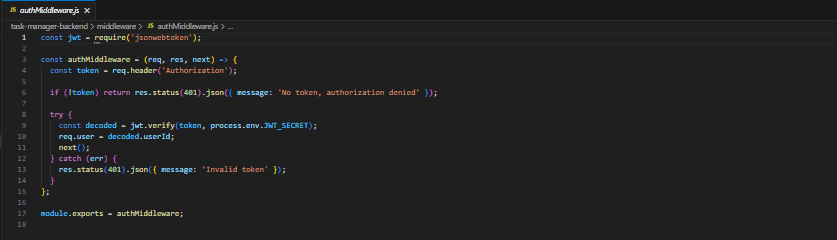 JS authMiddleware.js ×
task-manager-backend > middleware > JS authMiddleware.js > ...
1 const jwt = require('jsonwebtoken');
2
3 const authMiddleware = (req, res, next) => {
4   const token = req.header('Authorization');
5
6   if (!token) return res.status(401).json({ message: 'No token, authorization denied' });
7
8   try {
9     const decoded = jwt.verify(token, process.env.JWT_SECRET);
10     req.user = decoded.userId;
11     next();
12   } catch (err) {
13     res.status(401).json({ message: 'Invalid token' });
14   }
15 };
16
17 module.exports = authMiddleware;
18